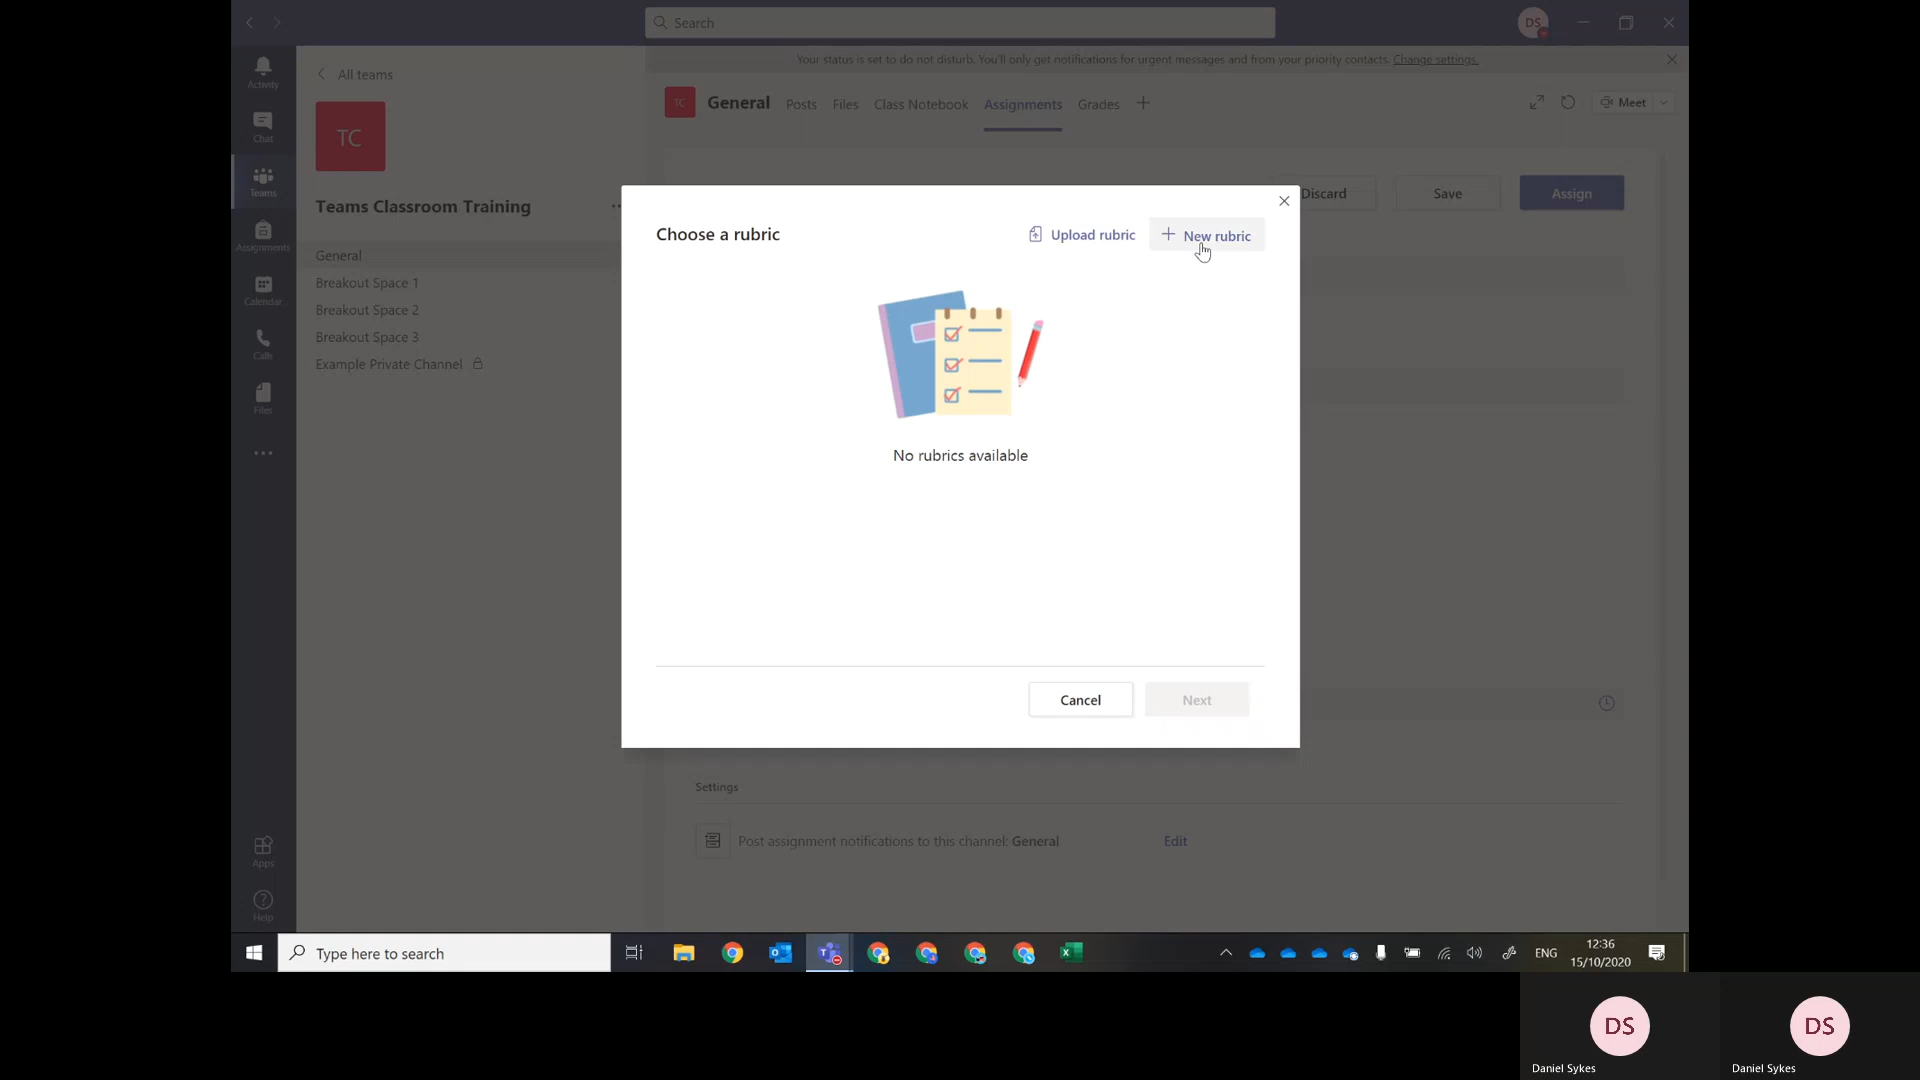 Search
DS
Your status is set to do not disturb. You'll only get notifications for urgent messages and from your priority contacts. Change settings.
Activity
Chat
Teams
Assignments
Calendar
Calls
Files
Apps
Help
All teams
TC
Teams Classroom Training
General
Breakout Space 1
Breakout Space 2
Breakout Space 3
Example Private Channel
TC
General Posts Files Class Notebook Assignments Grades
Meet
Discard Save Assign
Choose a rubric
Upload rubric
New rubric
No rubrics available
Cancel
Next
Settings
Post assignment notifications to this channel: General
Edit
Type here to search
ENG
12:36
15/10/2020
DS
Daniel Sykes
DS
Daniel Sykes